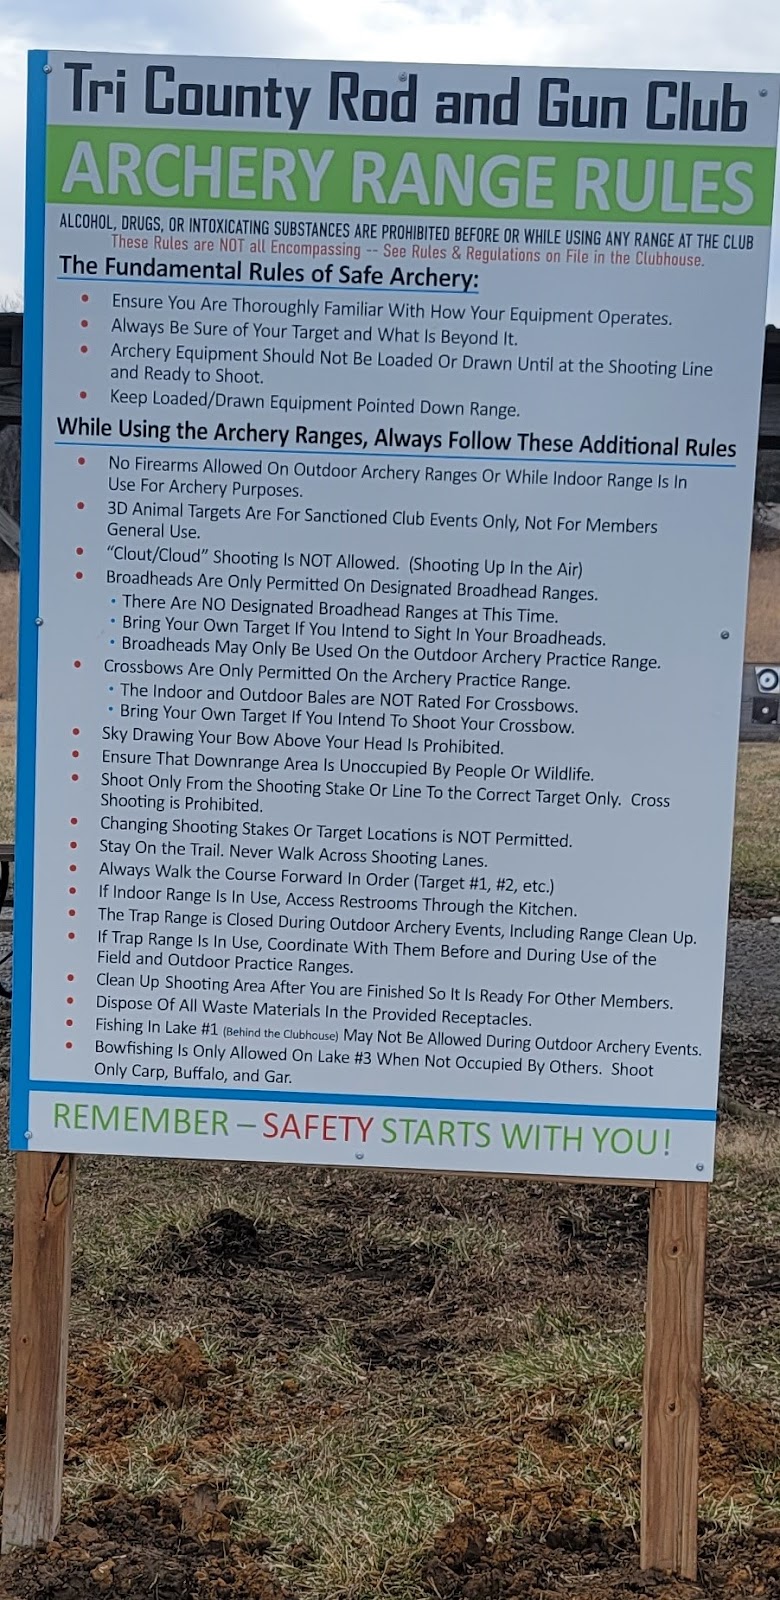 Tri County Rod and Gun Club
ARCHERY RANGE RULES
ALCOHOL, DRUGS, OR INTOXICATING SUBSTANCES ARE PROHIBITED BEFORE OR WHILE USING ANY RANGE AT THE CLUB
These Rules are NOT all Encompassing -- See Rules & Regulations on File in the Clubhouse.
The Fundamental Rules of Safe Archery:
• Ensure You Are Thoroughly Familiar With How Your Equipment Operates.
• Always Be Sure of Your Target and What Is Beyond It.
• Archery Equipment Should Not Be Loaded Or Drawn Until at the Shooting Line
and Ready to Shoot.
• Keep Loaded/Drawn Equipment Pointed Down Range.
While Using the Archery Ranges, Always Follow These Additional Rules
• No Firearms Allowed On Outdoor Archery Ranges Or While Indoor Range Is In
Use For Archery Purposes.
• 3D Animal Targets Are For Sanctioned Club Events Only, Not For Members
General Use.
• "Clout/Cloud" Shooting Is NOT Allowed. (Shooting Up In the Air)
• Broadheads Are Only Permitted On Designated Broadhead Ranges.
• There Are NO Designated Broadhead Ranges at This Time.
• Bring Your Own Target If You Intend to Sight In Your Broadheads.
• Broadheads May Only Be Used On the Outdoor Archery Practice Range.
• Crossbows Are Only Permitted On the Archery Practice Range.
• The Indoor and Outdoor Bales are NOT Rated For Crossbows.
• Bring Your Own Target If You Intend To Shoot Your Crossbow.
• Sky Drawing Your Bow Above Your Head Is Prohibited.
• Ensure That Downrange Area Is Unoccupied By People Or Wildlife.
• Shoot Only From the Shooting Stake Or Line To the Correct Target Only. Cross
Shooting is Prohibited.
• Changing Shooting Stakes Or Target Locations is NOT Permitted.
• Stay On the Trail. Never Walk Across Shooting Lanes.
• Always Walk the Course Forward In Order (Target #1, #2, etc.)
• If Indoor Range Is In Use, Access Restrooms Through the Kitchen.
• The Trap Range is Closed During Outdoor Archery Events, Including Range Clean Up.
• If Trap Range Is In Use, Coordinate With Them Before and During Use of the
Field and Outdoor Practice Ranges.
• Clean Up Shooting Area After You are Finished So It Is Ready For Other Members.
• Dispose Of All Waste Materials In the Provided Receptacles.
• Fishing In Lake #1 (Behind the Clubhouse) May Not Be Allowed During Outdoor Archery Events.
• Bowfishing Is Only Allowed On Lake #3 When Not Occupied By Others. Shoot
Only Carp, Buffalo, and Gar.
REMEMBER – SAFETY STARTS WITH YOU!